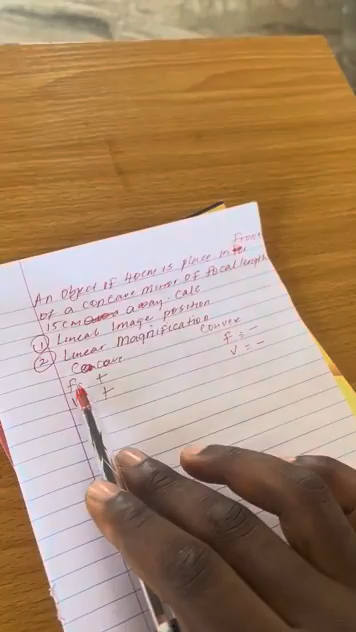 An Object of 40cm is place in front
of a concave mirror of focal length
15cm away. calc
① Lineal Image position
② Linear Magnification
Concave Convex
f = + f = -
+ v = -